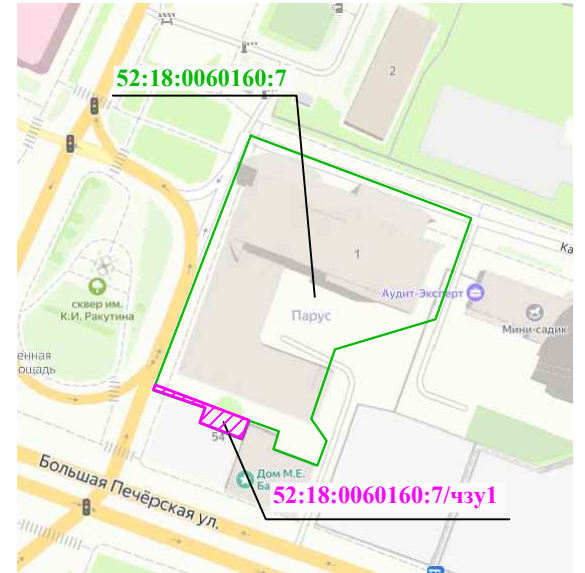 2
52:18:0060160:7
1
Ка
Аудит-Эксперт
сквер им.
К.И. Ракутина
Парус
Мини-садик
енная
ощадь
54
Большая Печёрская ул.
Дом М.Е.
Ба
52:18:0060160:7/чзу1